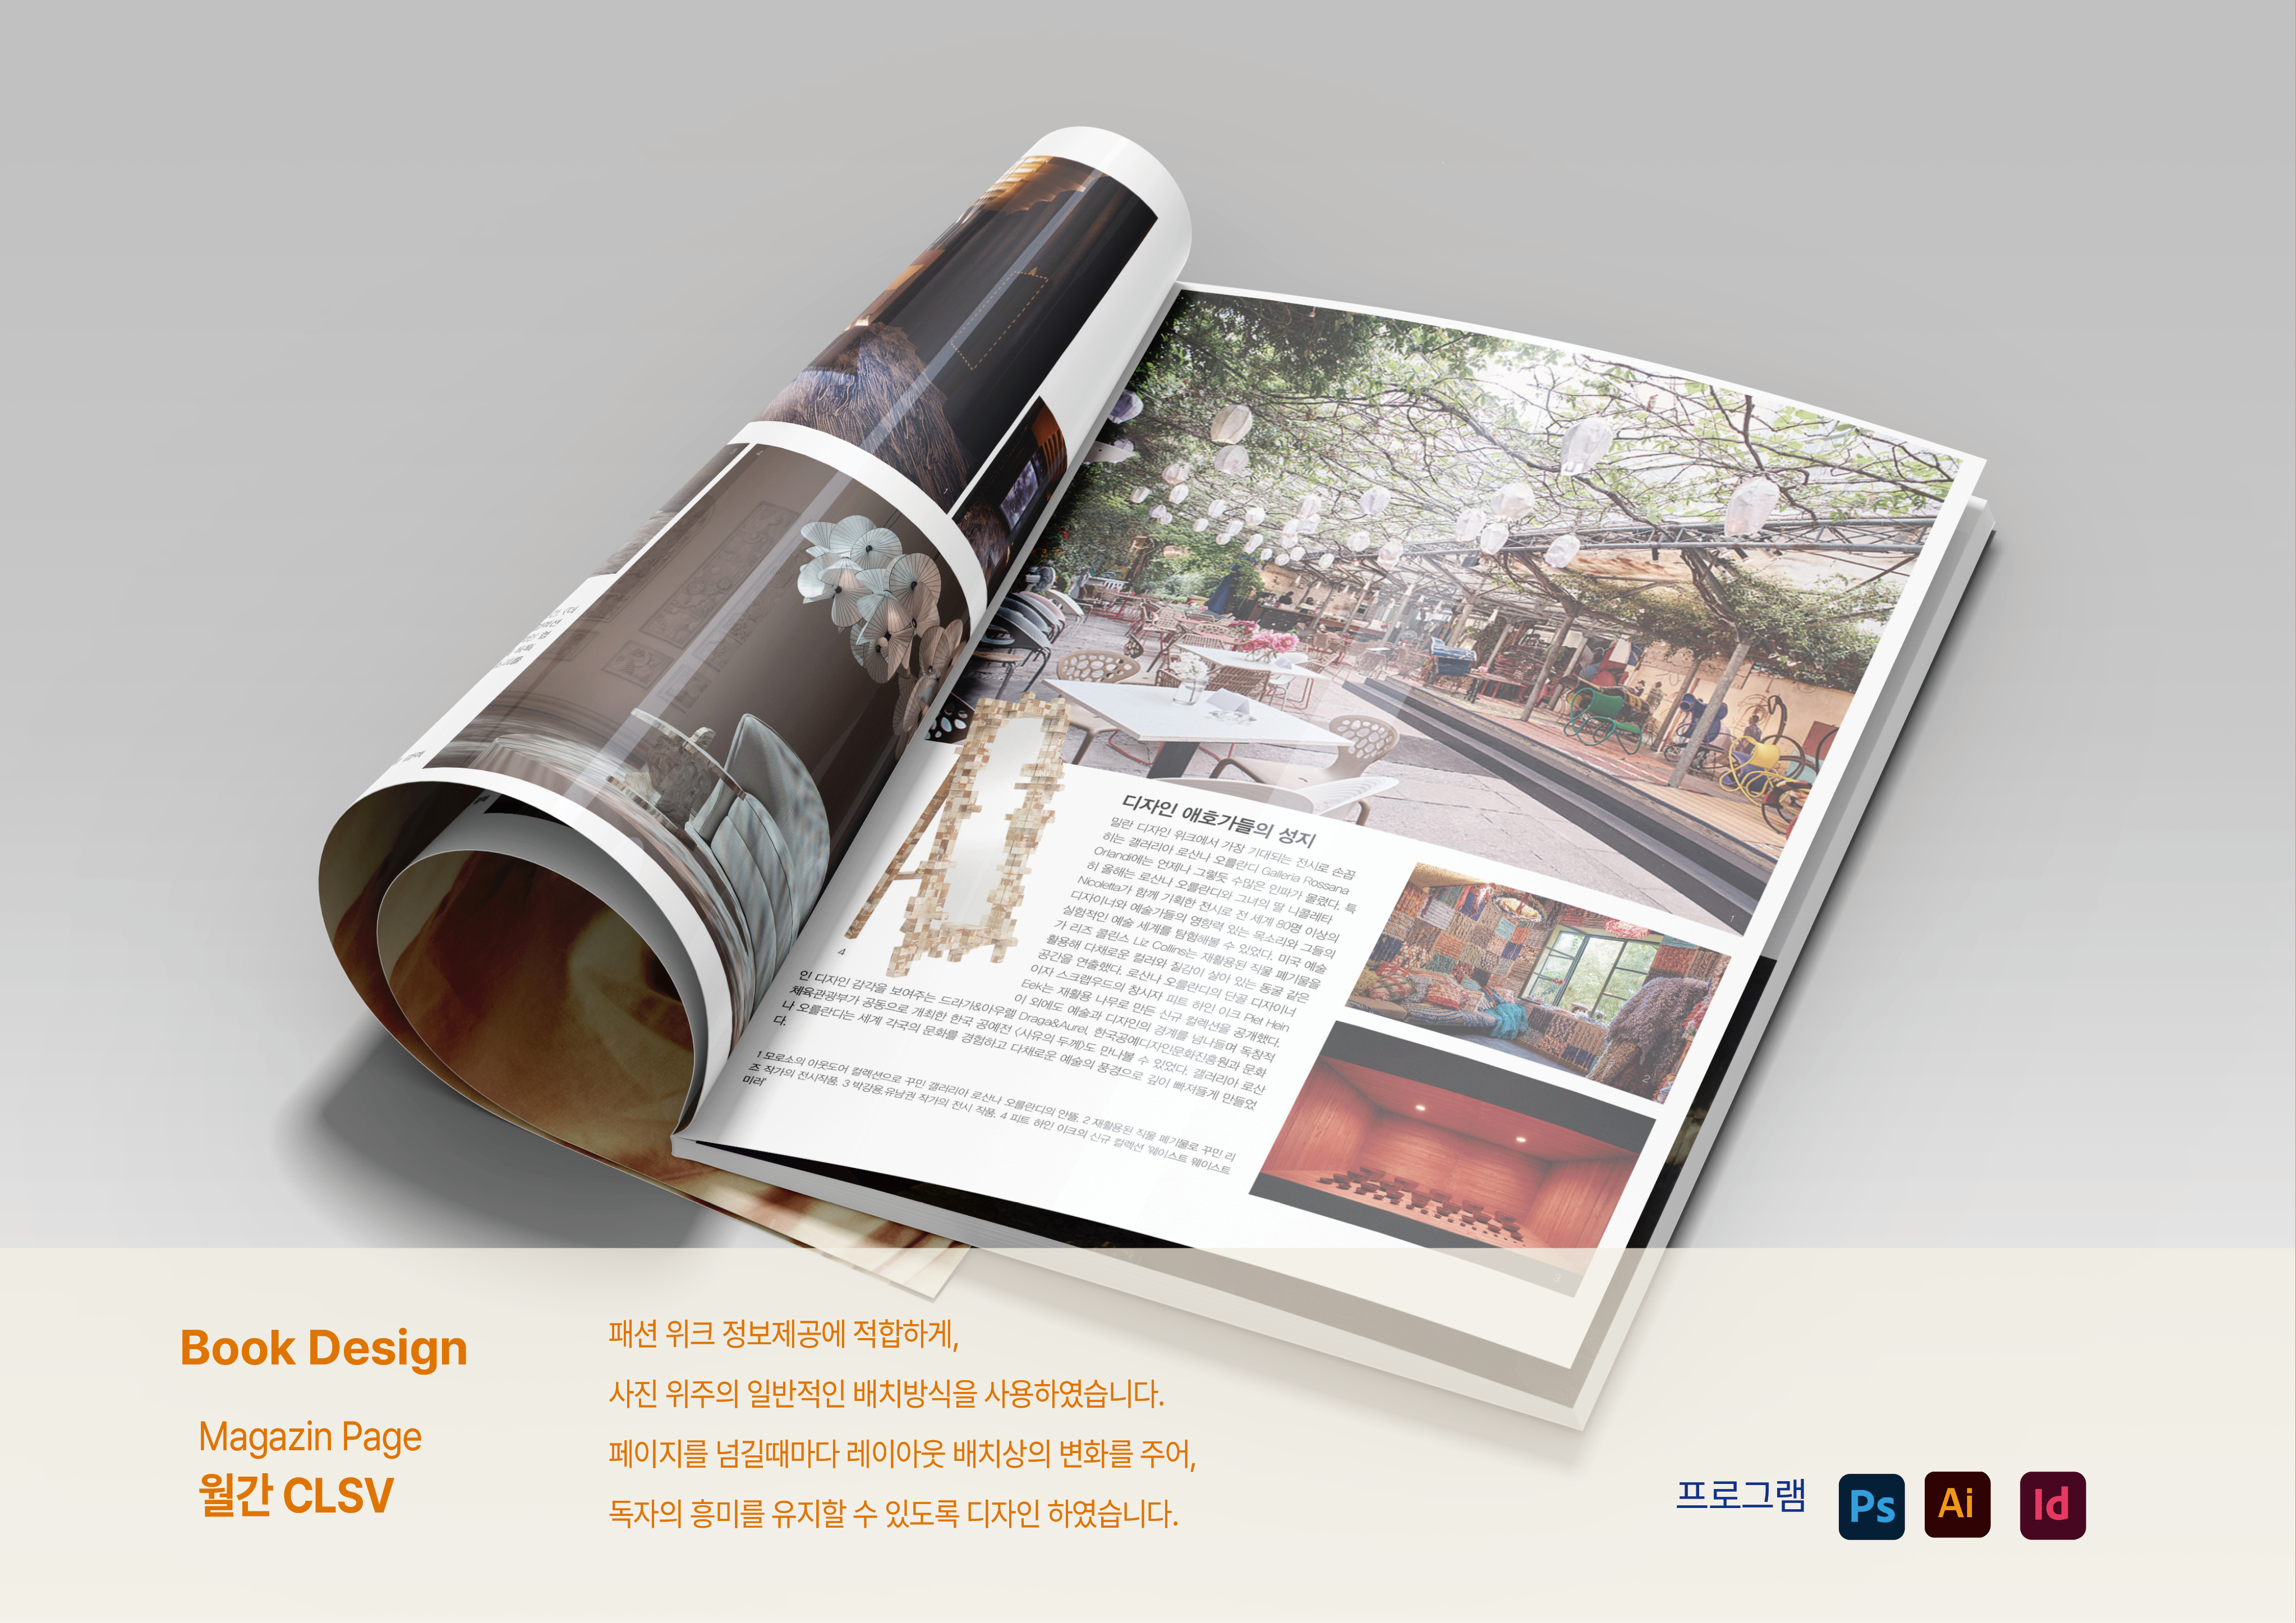 디자인 애호가들의 성지
밀란 디자인 위크에서 가장 기대되는 전시로 손꼽
히는 갤러리아 로산나 오를란디 Galleria Rossana
Orlandi에는 언제나 그렇듯 수많은 인파가 몰렸다. 특
히 올해는 로산나 오를란디와 그녀의 딸 니콜레타
Nicoletta가 함께 기획한 전시로 전 세계 80명 이상의
디자이너와 예술가들의 영향력 있는 목소리와 그들의
실험적인 예술 세계를 탐험해볼 수 있었다. 미국 예술
가 리즈 콜린스 Liz Collins는 재활용된 직물 폐기물을
활용해 다채로운 컬러와 질감이 살아 있는 동굴 같은
공간을 연출했다. 로산나 오를란디의 단골 디자이너
이자 스크랩우드의 창시자 피트 하인 이크 Piet Hein
Eek는 재활용 나무로 만든 신규 컬렉션을 공개했다.
이 외에도 예술과 디자인의 경계를 넘나들며 독창적
인 디자인 감각을 보여주는 드라가&아우렐 Draga&Aurel, 한국공예디자인문화진흥원과 문화
체육관광부가 공동으로 개최한 한국 공예전 〈사유의 두께〉도 만나볼 수 있었다. 갤러리아 로산
나 오를란디는 세계 각국의 문화를 경험하고 다채로운 예술의 풍경으로 깊이 빠져들게 만들었
다.
1 모로소의 아웃도어 컬렉션으로 꾸민 갤러리아 로산나 오를란디의 안뜰. 2 재활용된 직물 폐기물로 꾸민 리
즈 작가의 전시작품. 3 박강용,유남권 작가의 전시 작품. 4 피트 하인 이크의 신규 컬렉션 '웨이스트 웨이스트
미러'
1
2
3
4
Book Design
Magazin Page
월간 CLSV
패션 위크 정보제공에 적합하게,
사진 위주의 일반적인 배치방식을 사용하였습니다.
페이지를 넘길때마다 레이아웃 배치상의 변화를 주어,
독자의 흥미를 유지할 수 있도록 디자인 하였습니다.
프로그램
Ps
Ai
Id